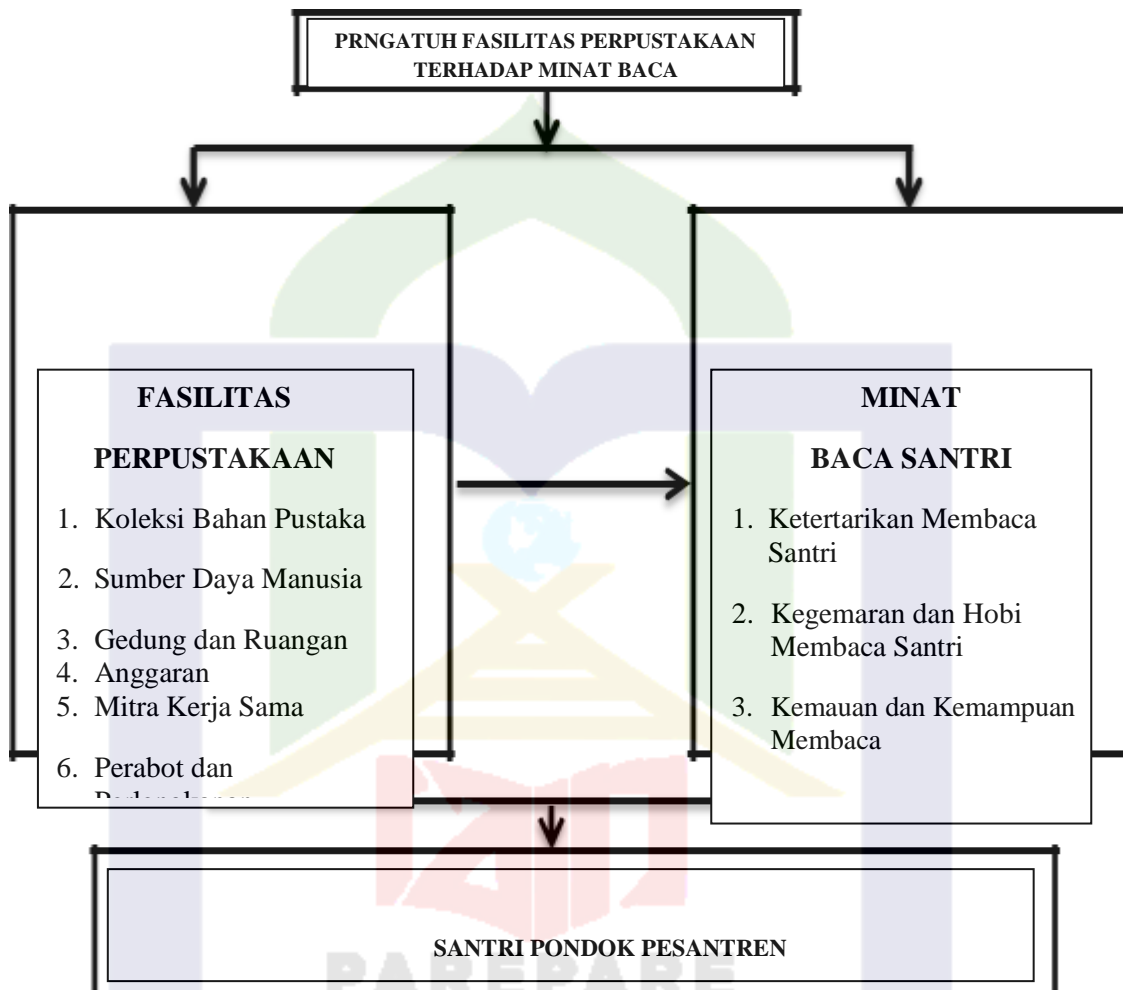 PRNGATUH FASILITAS PERPUSTAKAAN
TERHADAP MINAT BACA
FASILITAS
PERPUSTAKAAN
1. Koleksi Bahan Pustaka
2. Sumber Daya Manusia
3. Gedung dan Ruangan
4. Anggaran
5. Mitra Kerja Sama
6. Perabot dan
MINAT
BACA SANTRI
1. Ketertarikan Membaca
Santri
2. Kegemaran dan Hobi
Membaca Santri
3. Kemauan dan Kemampuan
Membaca
SANTRI PONDOK PESANTREN
PAREPARE